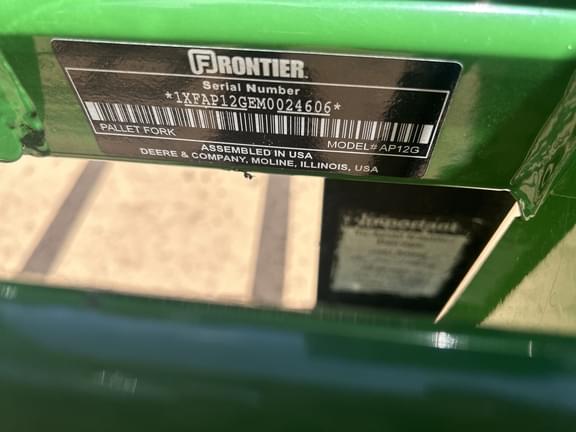 FRONTIER
Serial Number
*1XFAP12GEM0024606*
PALLET FORK MODEL# AP12G
ASSEMBLED IN USA
DEERE & COMPANY, MOLINE, ILLINOIS, USA
Important